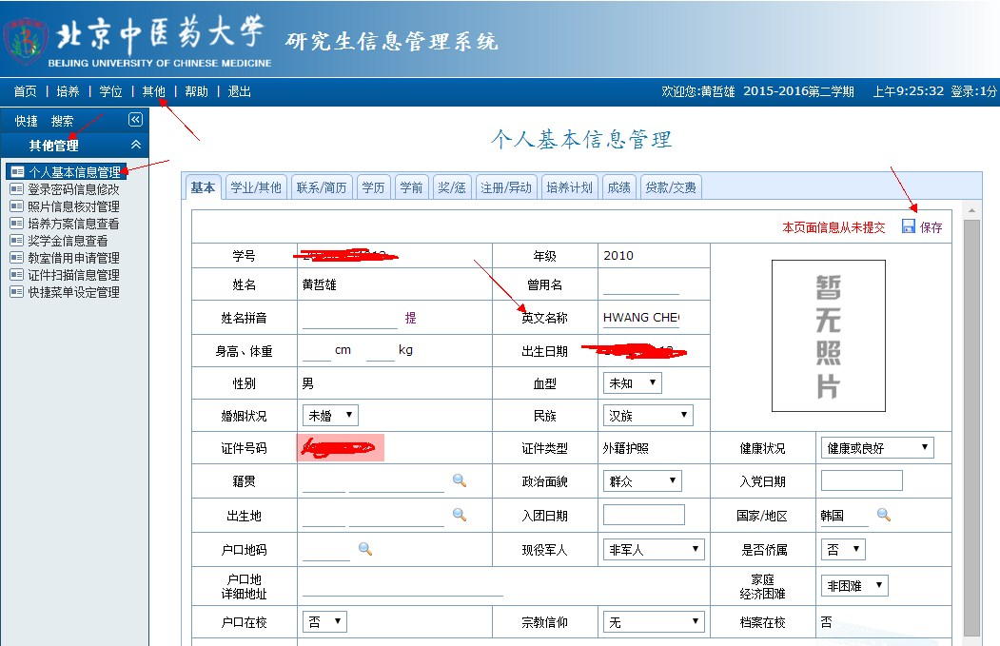 北京中医药大学 研究生信息管理系统
BEIJING UNIVERSITY OF CHINESE MEDICINE
首页 | 培养 | 学位 | 其他 | 帮助 | 退出 欢迎您:黄哲雄 2015-2016第二学期 上午9:25:32 登录:1分
快捷 搜索
其他管理
个人基本信息管理
登录密码信息修改
照片信息核对管理
培养方案信息查看
奖学金信息查看
教室借用申请管理
证件扫描信息管理
快捷菜单设定管理
个人基本信息管理
基本 学业/其他 联系/简历 学历 学前 奖/惩 注册/异动 培养计划 成绩 贷款/交费
本页面信息从未提交 保存
学号 年级 2010
姓名 黄哲雄 曾用名
姓名拼音 提 英文名称 HWANG CHE
身高、体重 cm kg 出生日期
性别 男 血型 未知
婚姻状况 未婚 民族 汉族
暂无照片
证件号码 证件类型 外籍护照 健康状况 健康或良好
籍贯 政治面貌 群众 入党日期
出生地 入团日期 国家/地区 韩国
户口地码 现役军人 非军人 是否侨属 否
户口地
详细地址
家庭
经济困难 非困难
户口在校 否 宗教信仰 无 档案在校 否